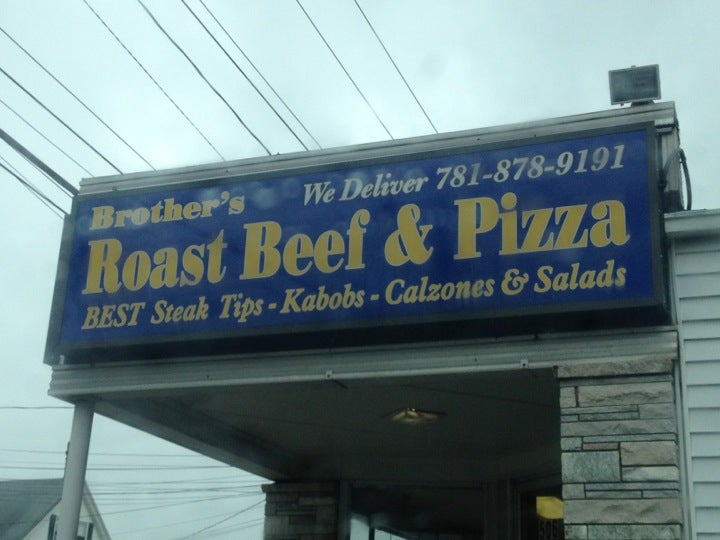 We Deliver 781-878-9191
Brother's
Roast Beef & Pizza
BEST Steak Tips - Kabobs - Calzones & Salads